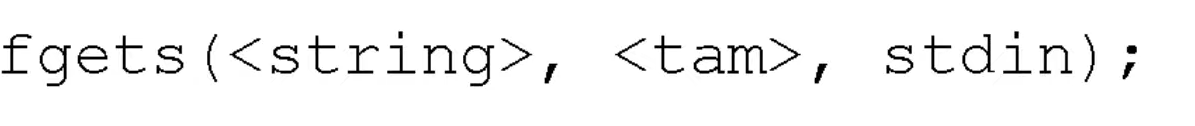 fgets(<string>, <tam>, stdin);